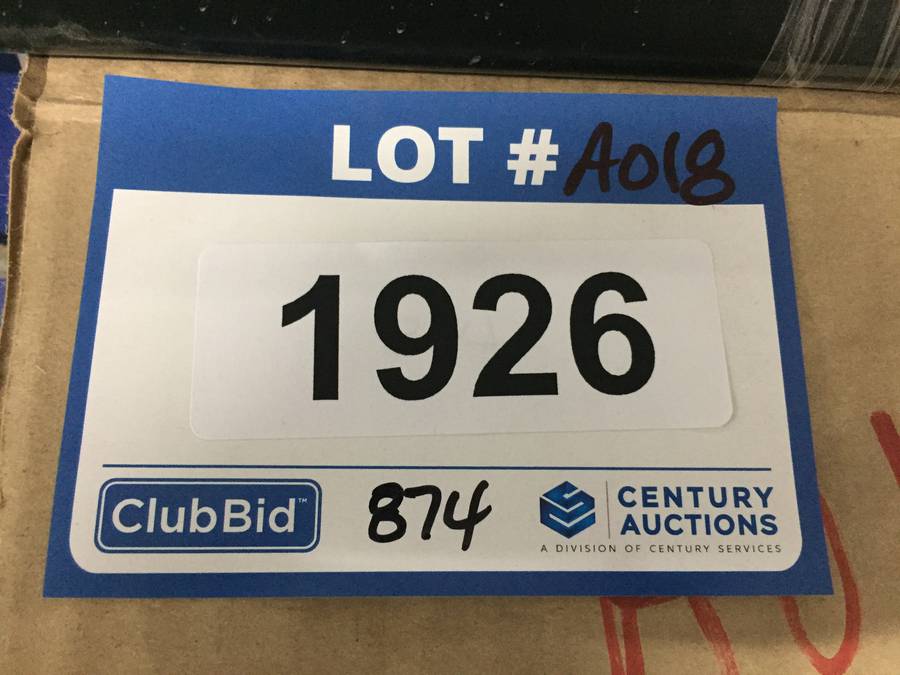 LOT # A018
1926
ClubBid™
874
CENTURY
AUCTIONS
A DIVISION OF CENTURY SERVICES